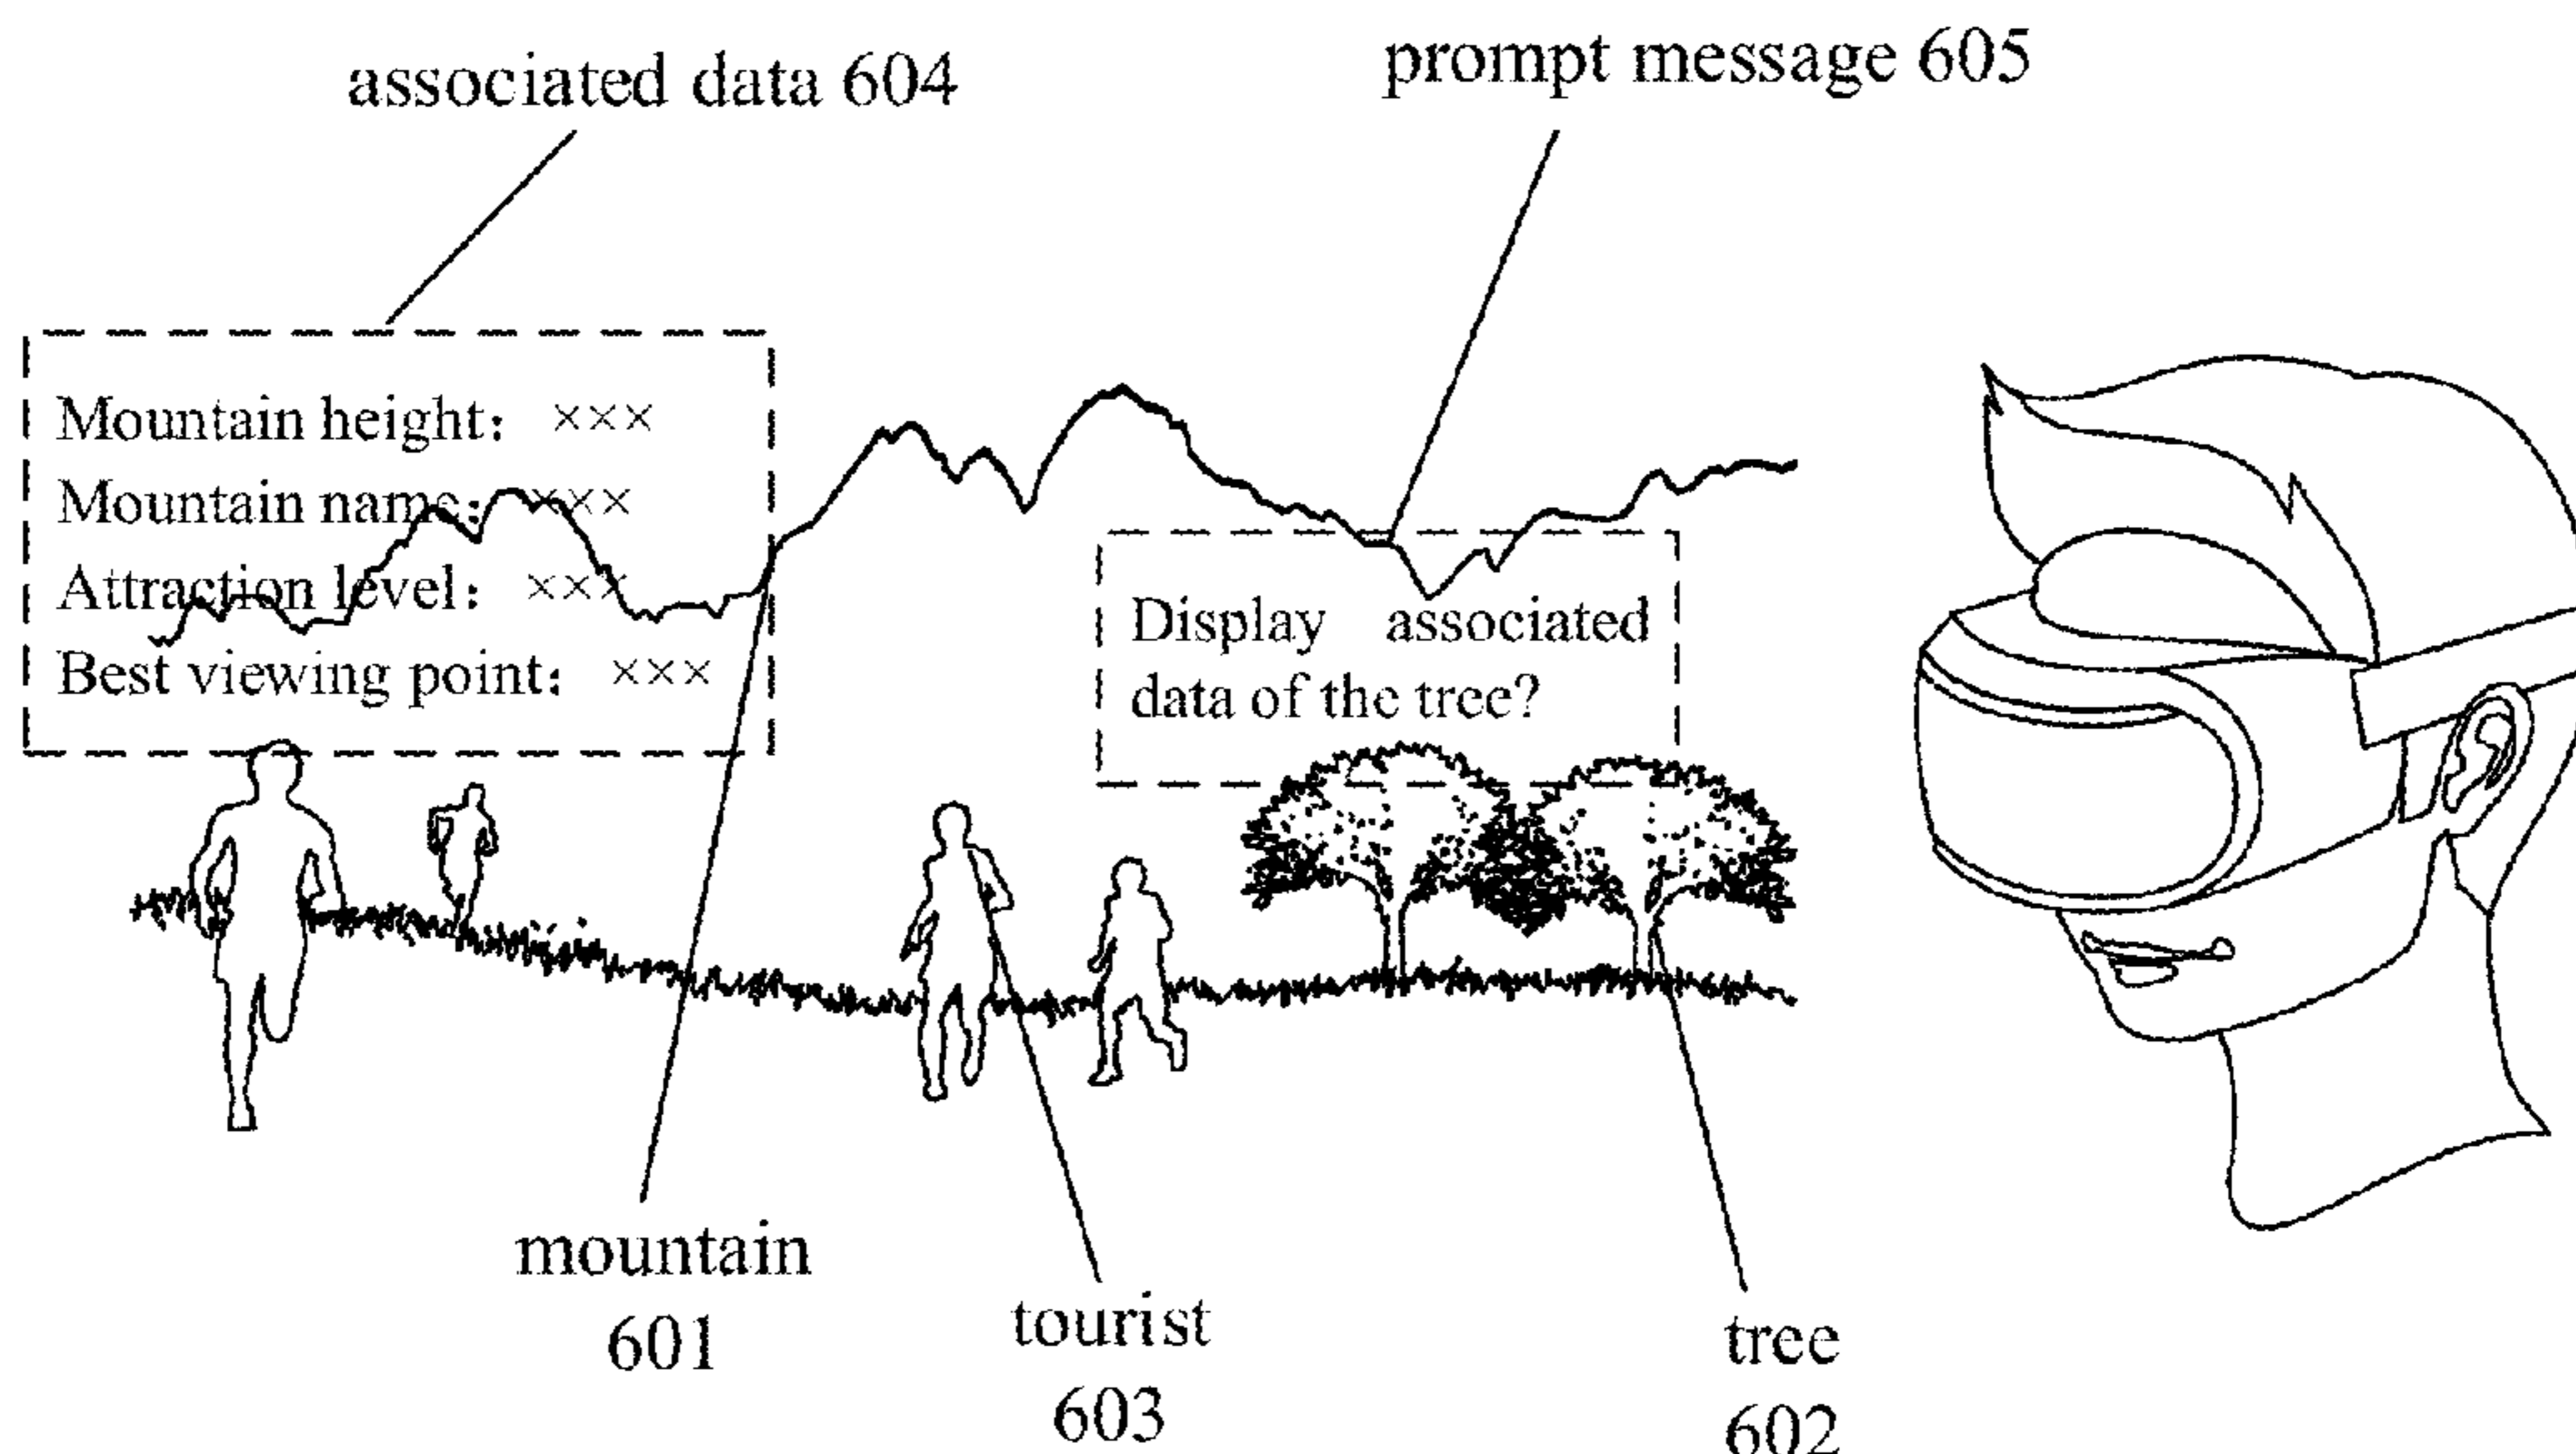 associated data 604
prompt message 605
Mountain height: ×××
Mountain name: ×××
Attraction level: ×××
Best viewing point: ×××
Display associated
data of the tree?
mountain
601
tourist
603
tree
602